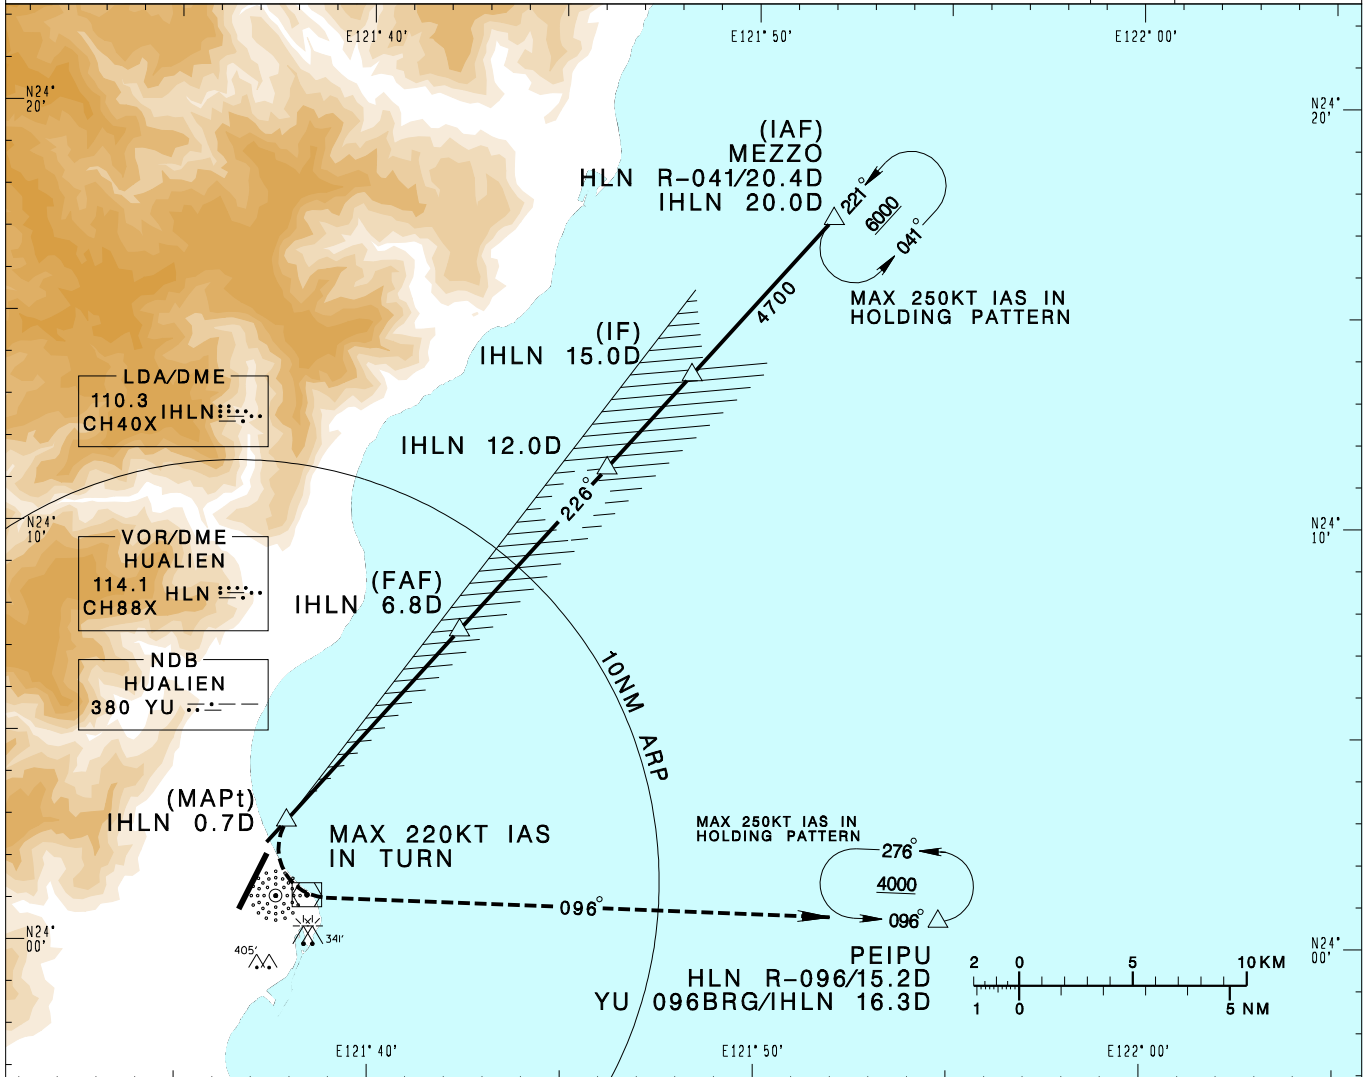 E121° 40'
E121° 50'
E122° 00'
N24°
20'
N24°
20'
(IAF)
MEZZO
HLN R-041/20.4D
IHLN 20.0D
221°
6000
041°
MAX 250KT IAS IN
HOLDING PATTERN
4700
(IF)
IHLN 15.0D
LDA/DME
110.3
CH40X
IHLN
IHLN 12.0D
226°
N24°
10'
N24°
10'
VOR/DME
HUALIEN
114.1
CH88X
HLN
(FAF)
IHLN 6.8D
NDB
HUALIEN
380 YU
10NM ARP
(MAPt)
IHLN 0.7D
MAX 220KT IAS
IN TURN
MAX 250KT IAS IN
HOLDING PATTERN
276°
4000
096°
096°
341'
405'
N24°
00'
N24°
00'
PEIPU
HLN R-096/15.2D
YU 096BRG/IHLN 16.3D
2 0 5 10KM
1 0 5 NM
E121° 40'
E121° 50'
E122° 00'